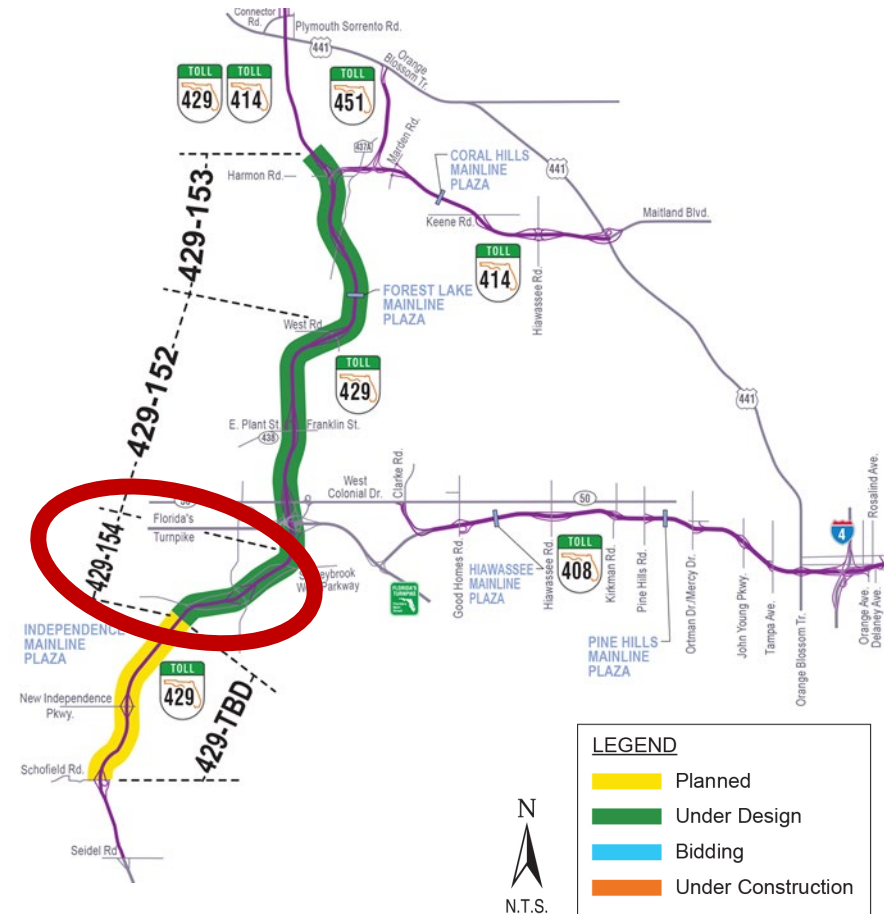 Connector
Rd.
Plymouth Sorrento Rd.
441
Orange
Blossom Tr.
TOLL
429
TOLL
414
TOLL
451
437A
Marden Rd.
CORAL HILLS
MAINLINE
PLAZA
441
Harmon Rd.
429-153
Keene Rd.
Maitland Blvd.
Hiawassee Rd.
TOLL
414
FOREST LAKE
MAINLINE
PLAZA
West Rd.
429-152
TOLL
429
441
E. Plant St.
Franklin St.
438
West
Colonial Dr.
Clarke Rd.
50
Florida's
Turnpike
429-154
Good Homes Rd.
HIAWASSEE
MAINLINE
PLAZA
Hiawassee Rd.
TOLL
408
Kirkman Rd.
Pine Hills Rd.
Ortman Dr./Mercy Dr.
John Young Pkwy.
Tampa Ave.
Orange Blossom Tr.
4
Orange Ave.
Delaney Ave.
Rosalind Ave.
Parkway
FLORIDA'S
TURNPIKE
INDEPENDENCE
MAINLINE
PLAZA
PINE HILLS
MAINLINE
PLAZA
TOLL
429
429-TBD
New Independence
Pkwy.
Schofield Rd.
Seidel Rd
N
N.T.S.
LEGEND
Planned
Under Design
Bidding
Under Construction